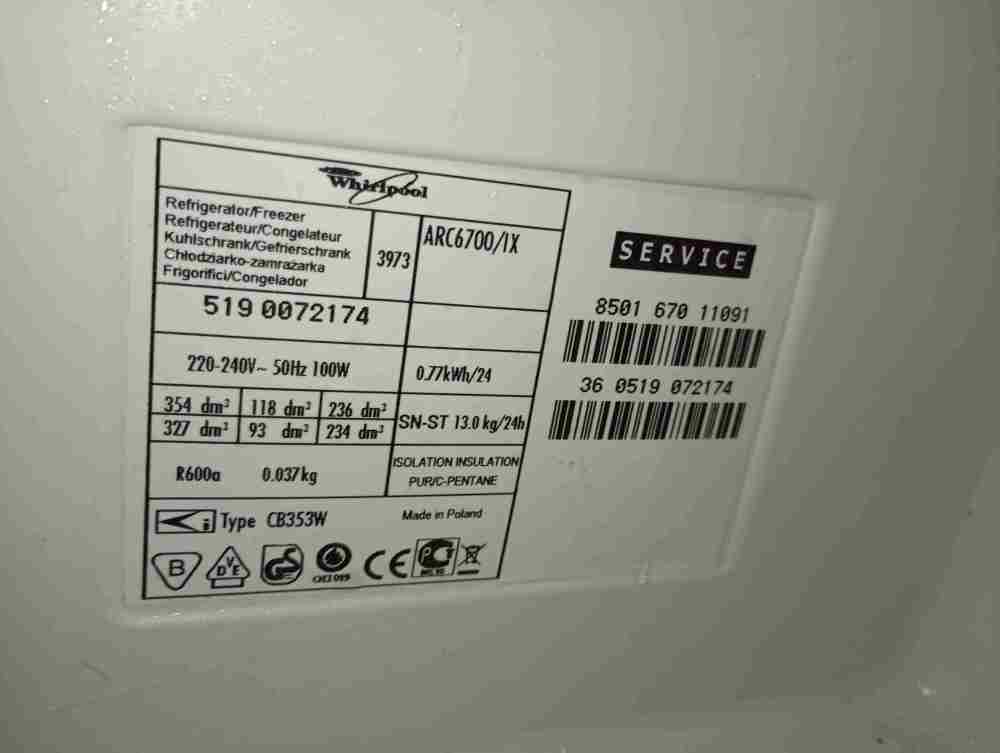 Whirlpool
Refrigerator/Freezer
Refrigerateur/Congelateur
Kuhlschrank/Gefrierschrank
Chłodziarko-zamrażarka
Frigorifici/Congelador
3973
ARC6700/IX
519 0072174
220-240V~ 50Hz 100W
0.77kWh/24
354 dm³ 118 dm³ 236 dm³
327 dm³ 93 dm³ 234 dm³
SN-ST 13.0 kg/24h
R600a 0.037kg
ISOLATION INSULATION
PUR/C-PENTANE
Type CB353W
Made in Poland
B
VDE
CE
SERVICE
8501 670 11091
36 0519 072174